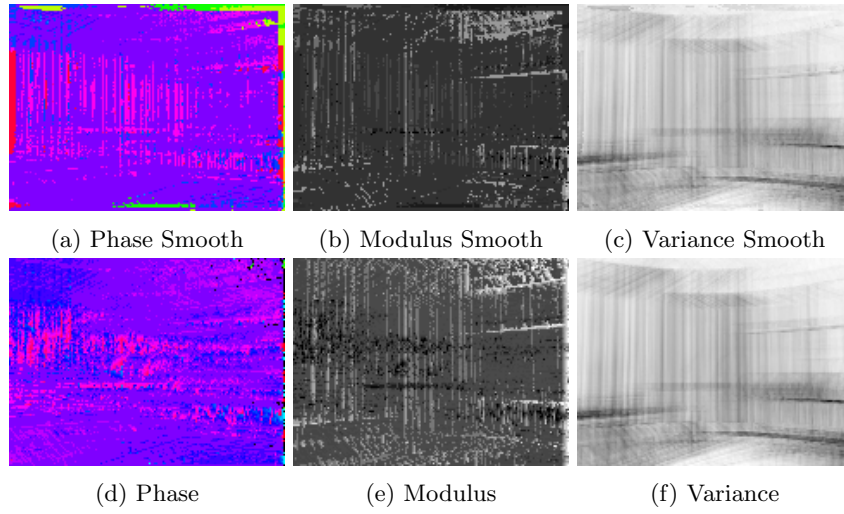 (a) Phase Smooth (b) Modulus Smooth (c) Variance Smooth
(d) Phase (e) Modulus (f) Variance